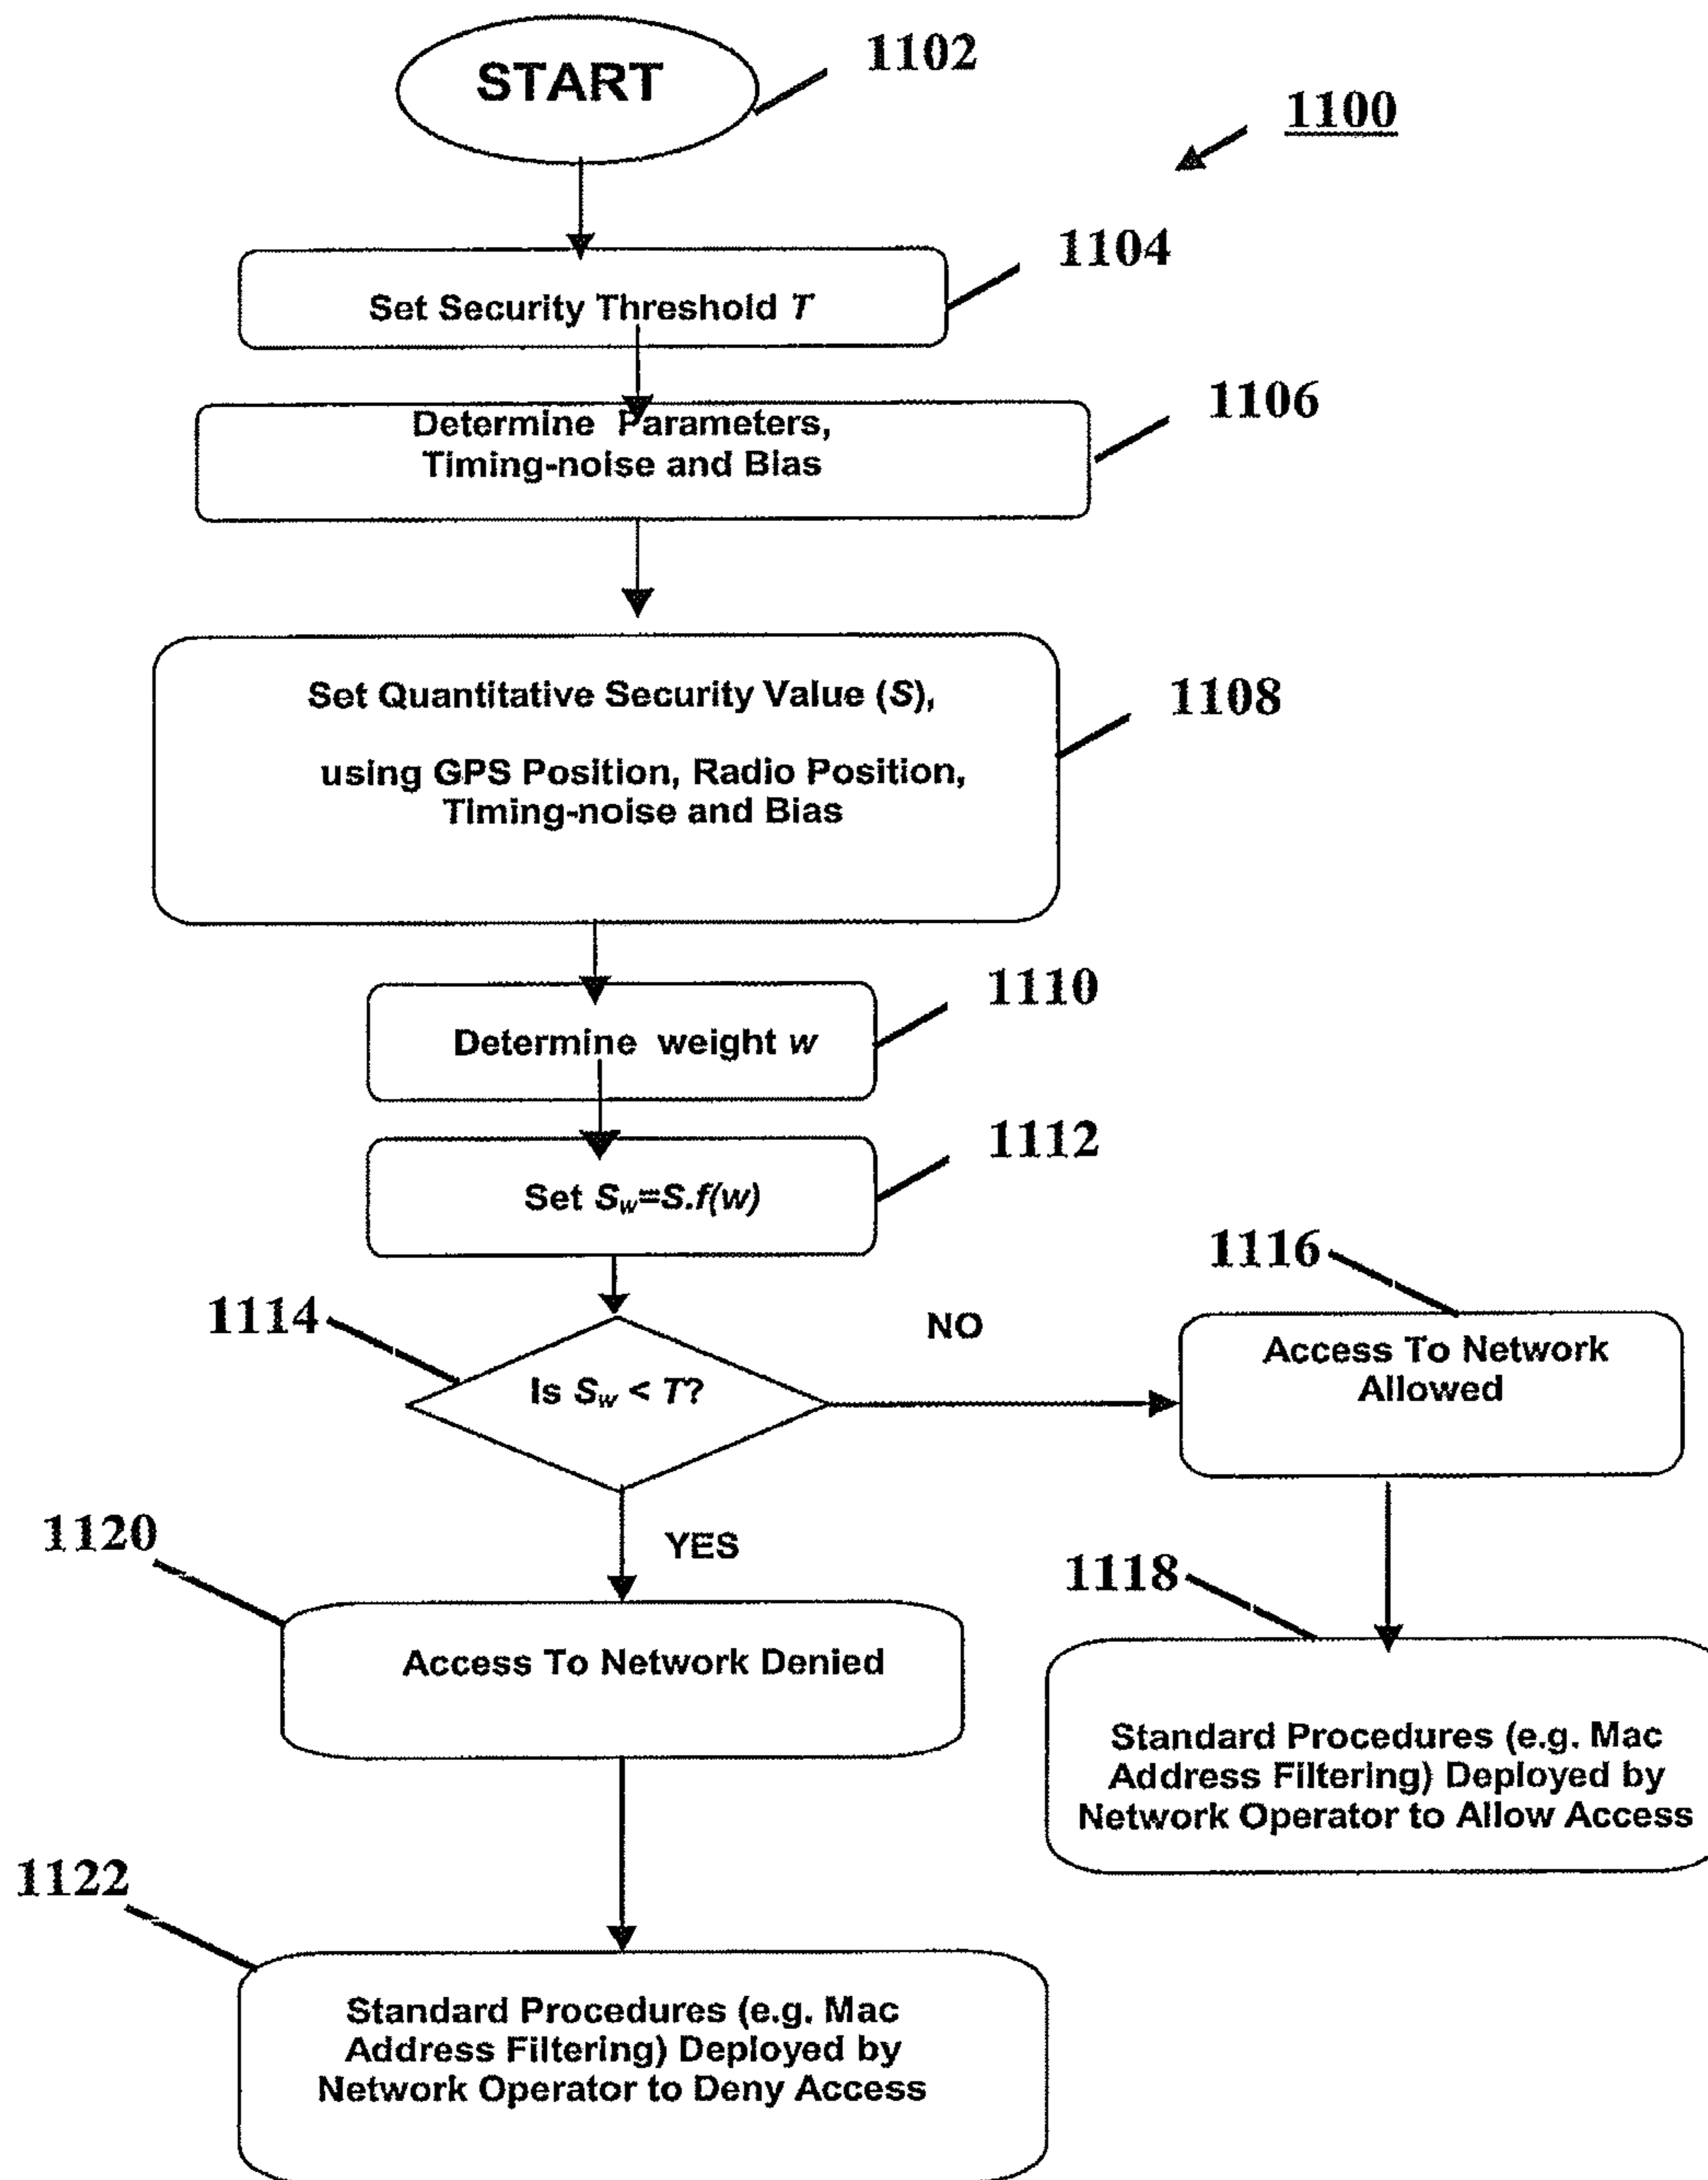 START
1102
1100
1104
Set Security Threshold T
1106
Determine Parameters,
Timing-noise and Bias
1108
Set Quantitative Security Value (S),
using GPS Position, Radio Position,
Timing-noise and Bias
1110
Determine weight w
1112
Set Sw=S.f(w)
1114
Is Sw < T?
NO
1116
Access To Network
Allowed
YES
1120
Access To Network Denied
1118
Standard Procedures (e.g. Mac
Address Filtering) Deployed by
Network Operator to Allow Access
1122
Standard Procedures (e.g. Mac
Address Filtering) Deployed by
Network Operator to Deny Access